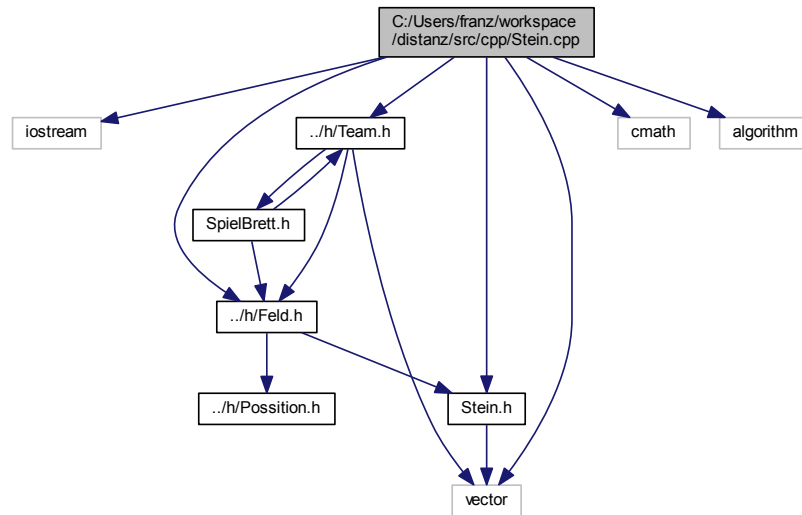 C:/Users/franz/workspace
/distanz/src/cpp/Stein.cpp
iostream
../h/Team.h
cmath
algorithm
SpielBrett.h
../h/Feld.h
../h/Possition.h
Stein.h
vector